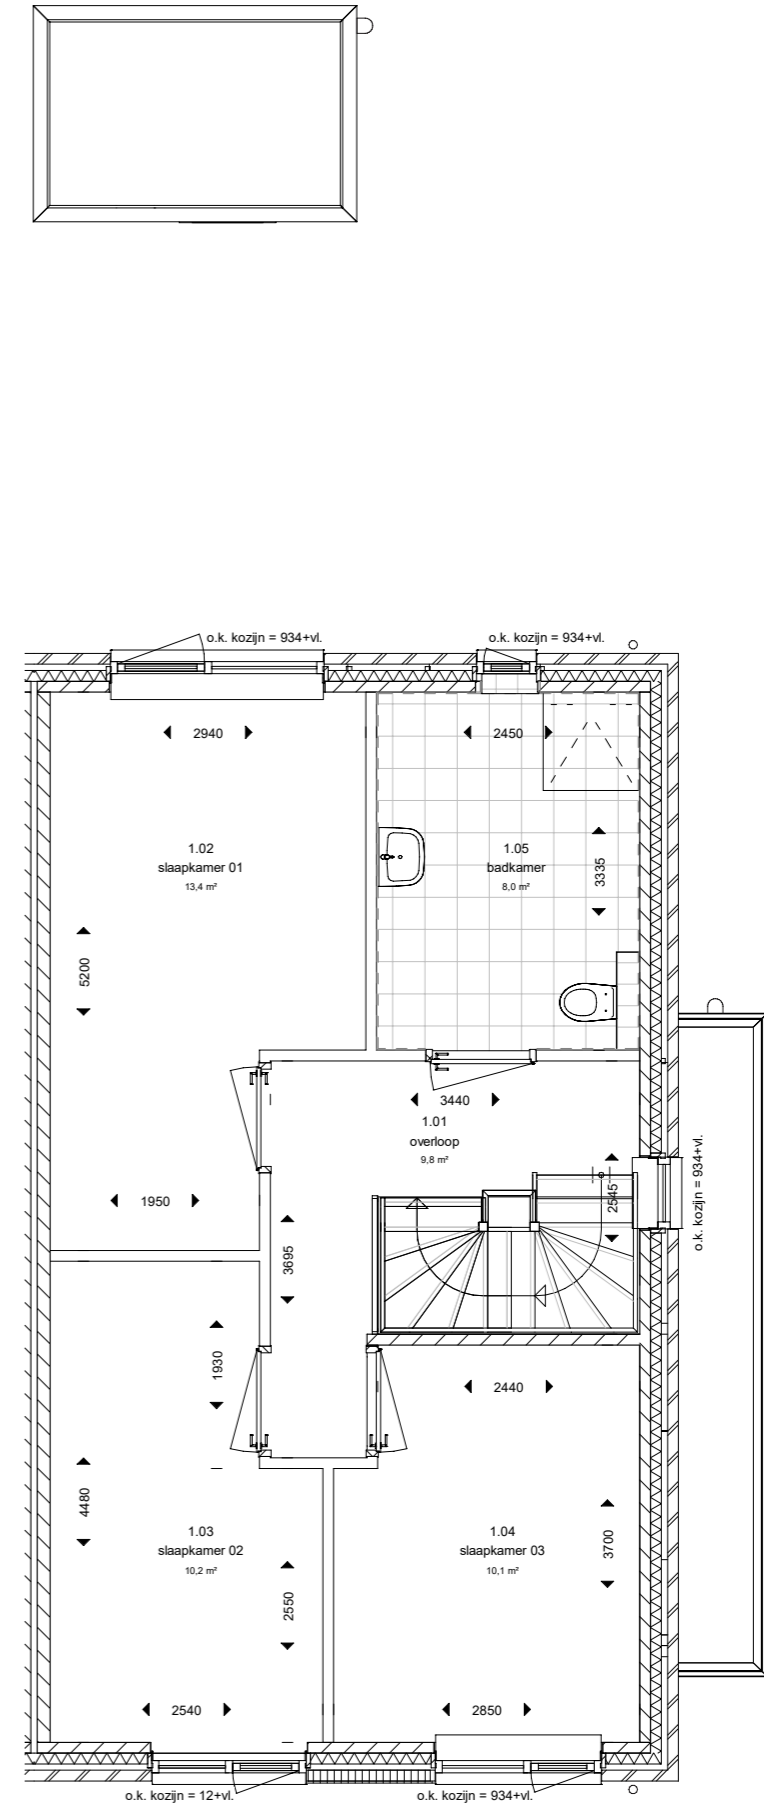 o.k. kozijn = 934+vl.
o.k. kozijn = 934+vl.
2940
2450
1.02
slaapkamer 01
13,4 m²
1.05
badkamer
8,0 m²
3335
5200
3440
1.01
overloop
9,8 m²
o.k. kozijn = 934+vl.
2545
1950
3695
1930
2440
4480
1.03
slaapkamer 02
10,2 m²
1.04
slaapkamer 03
10,1 m²
3700
2550
2540
2850
o.k. kozijn = 12+vl.
o.k. kozijn = 934+vl.